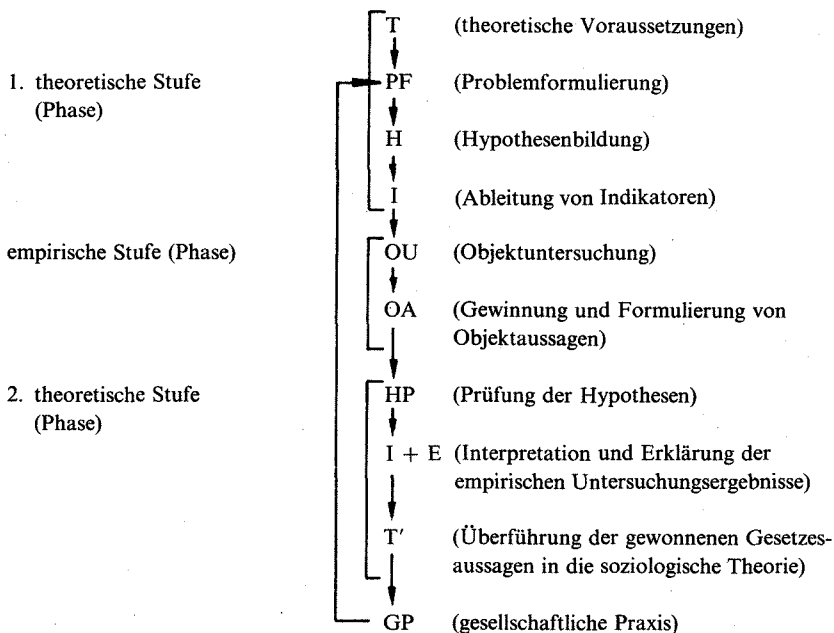 T (theoretische Voraussetzungen)
1. theoretische Stufe PF (Problemformulierung)
(Phase)
H (Hypothesenbildung)
I (Ableitung von Indikatoren)
empirische Stufe (Phase) OU (Objektuntersuchung)
OA (Gewinnung und Formulierung von
Objektaussagen)
2. theoretische Stufe HP (Prüfung der Hypothesen)
(Phase)
I + E (Interpretation und Erklärung der
empirischen Untersuchungsergebnisse)
T′ (Überführung der gewonnenen Gesetzes-
aussagen in die soziologische Theorie)
GP (gesellschaftliche Praxis)